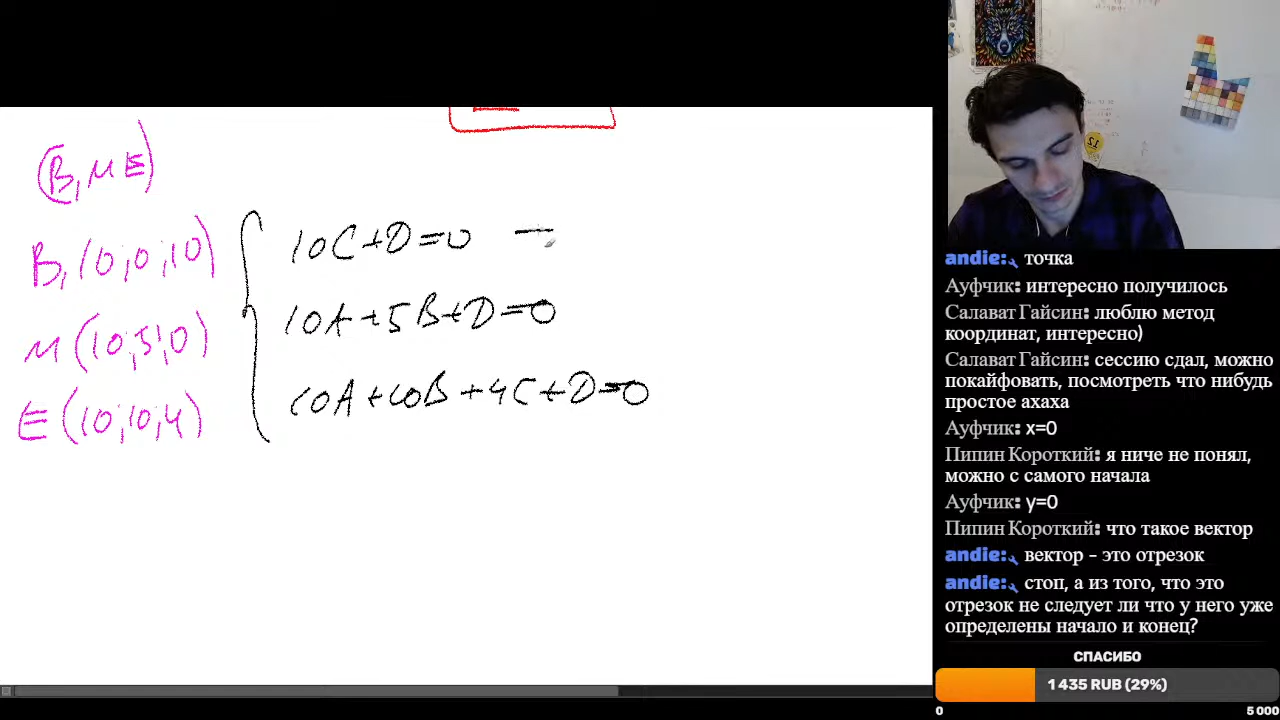 (B₁ME)
B₁(0;0;10)
M(10;5;0)
E(10;10;4)
10C+D=0 —
10A+5B+D=0
10A+10B+4C+D=0
12
andie: точка
Ауфчик: интересно получилось
Салават Гайсин: люблю метод
координат, интересно)
Салават Гайсин: сессию сдал, можно
покайфовать, посмотреть что нибудь
простое ахаха
Ауфчик: x=0
Пипин Короткий: я ниче не понял,
можно с самого начала
Ауфчик: y=0
Пипин Короткий: что такое вектор
andie: вектор - это отрезок
andie: стоп, а из того, что это
отрезок не следует ли что у него уже
определены начало и конец?
СПАСИБО
1 435 RUB (29%)
0 5 000